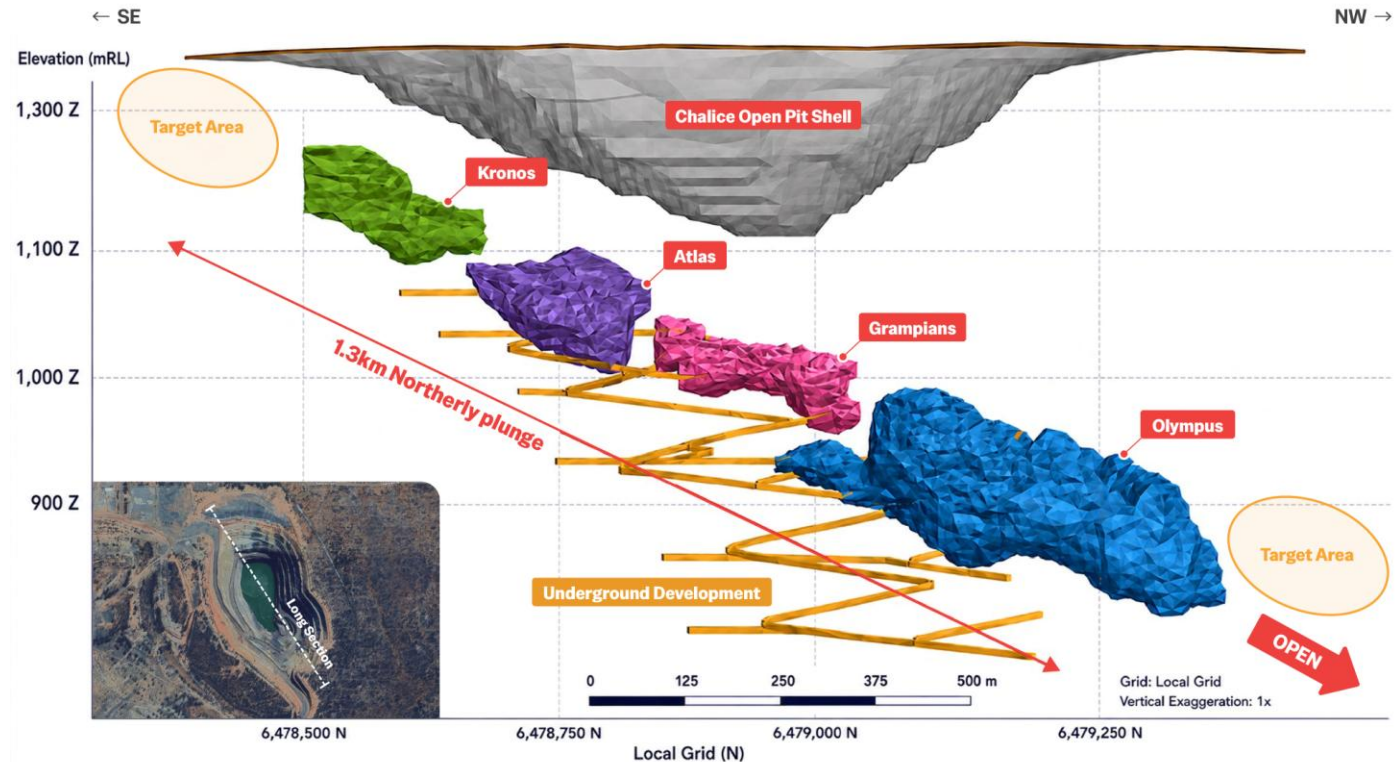 ← SE
NW →
Elevation (mRL)
1,300 Z
Target Area
Chalice Open Pit Shell
Kronos
1,100 Z
Atlas
Grampians
1.3km Northerly plunge
1,000 Z
Olympus
900 Z
Target Area
Underground Development
Long Section
OPEN
0 125 250 375 500 m
Grid: Local Grid
Vertical Exaggeration: 1x
6,478,500 N
6,478,750 N
6,479,000 N
6,479,250 N
Local Grid (N)